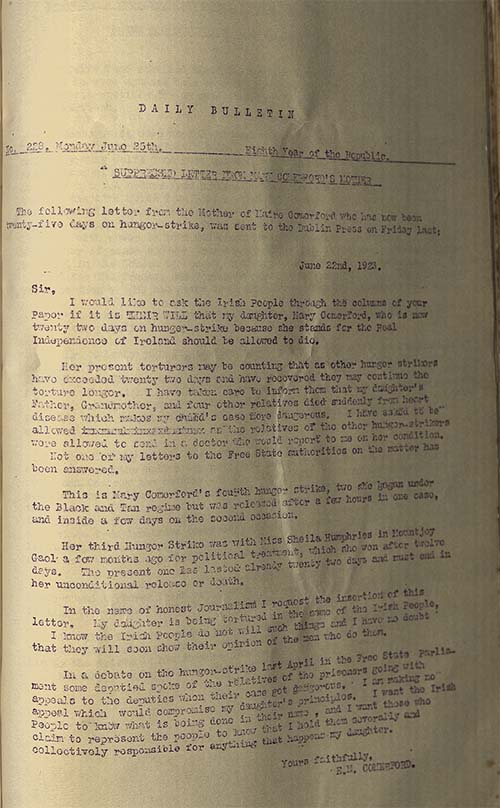 DAILY BULLETIN
No. 228. Monday June 25th. Eighth Year of the Republic.
SUPPRESSED LETTER FROM MARY COMERFORD'S MOTHER
The following letter from the Mother of Maire Comerford who has now been
twenty-five days on hunger-strike, was sent to the Dublin Press on Friday last;
June 22nd, 1923.
Sir,
I would like to ask the Irish People through the columns of your
Paper if it is THEIR WILL that my daughter, Mary Comerford, who is now
twenty two days on hunger-strike because she stands for the Real
Independence of Ireland should be allowed to die.
Her present torturers may be counting that as other hunger strikers
have exceeded twenty two days and have recovered they may continue the
torture longer. I have taken care to inform them that my daughter's
Father, Grandmother, and four other relatives died suddenly from heart
disease which makes my child's case more dangerous. I have asked to be
allowed as the relatives of the other hunger-strikers
were allowed to send in a doctor who would report to me on her condition.
Not one of my letters to the Free State authorities on the matter has
been answered.
This is Mary Comerford's fourth hunger strike, two she began under
the Black and Tan regime but was released after a few hours in one case,
and inside a few days on the second occasion.
Her third Hunger Strike was with Miss Sheila Humphries in Mountjoy
Gaol a few months ago for political treatment, which she won after twelve
days. The present one has lasted already twenty two days and must end in
her unconditional release or death.
In the name of honest Journalism I request the insertion of this
letter. My daughter is being tortured in the name of the Irish People,
I know the Irish People do not will such things and I have no doubt
that they will soon show their opinion of the men who do them.
In a debate on the hunger-strike last April in the Free State Parlia-
ment some deputied spoke of the relatives of the prisoners going with
appeals to the deputies when their case got dangerous. I am making no
appeal which would compromise my daughter's principles. I want the Irish
People to know what is being done in their name, and I want those who
claim to represent the people to know that I hold them severally and
collectively responsible for anything that happens my daughter.
Yours faithfully,
E.M. COMERFORD.